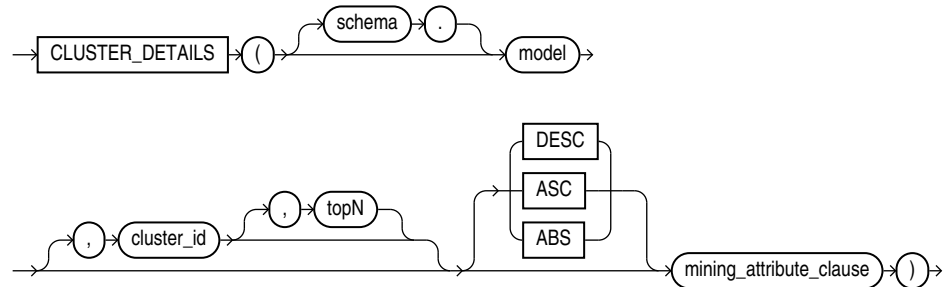 schema .
CLUSTER_DETAILS ( model
DESC
, topN ASC
, cluster_id ABS
mining_attribute_clause )